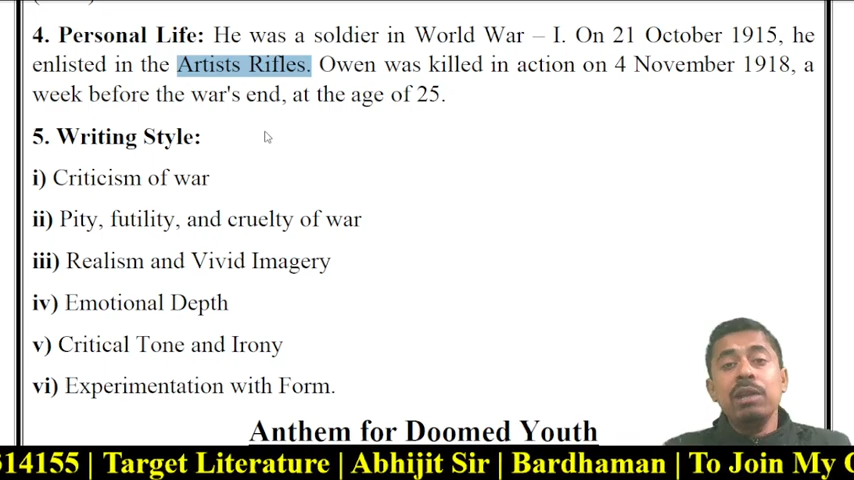 4. Personal Life: He was a soldier in World War – I. On 21 October 1915, he
enlisted in the Artists Rifles. Owen was killed in action on 4 November 1918, a
week before the war's end, at the age of 25.
5. Writing Style:
i) Criticism of war
ii) Pity, futility, and cruelty of war
iii) Realism and Vivid Imagery
iv) Emotional Depth
v) Critical Tone and Irony
vi) Experimentation with Form.
Anthem for Doomed Youth
314155 | Target Literature | Abhijit Sir | Bardhaman | To Join My